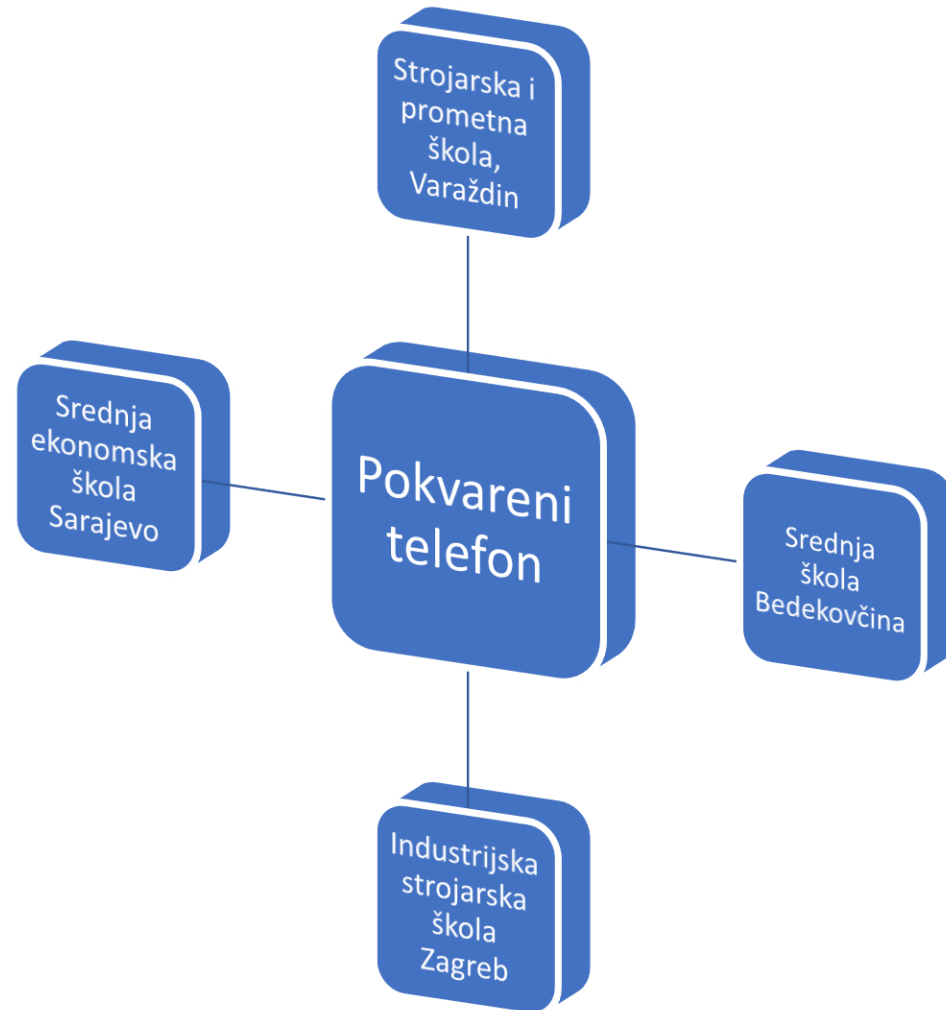 Strojarska i
prometna
škola,
Varaždin
Srednja
ekonomska
škola
Sarajevo
Pokvareni
telefon
Srednja
škola
Bedekovčina
Industrijska
strojarska
škola
Zagreb